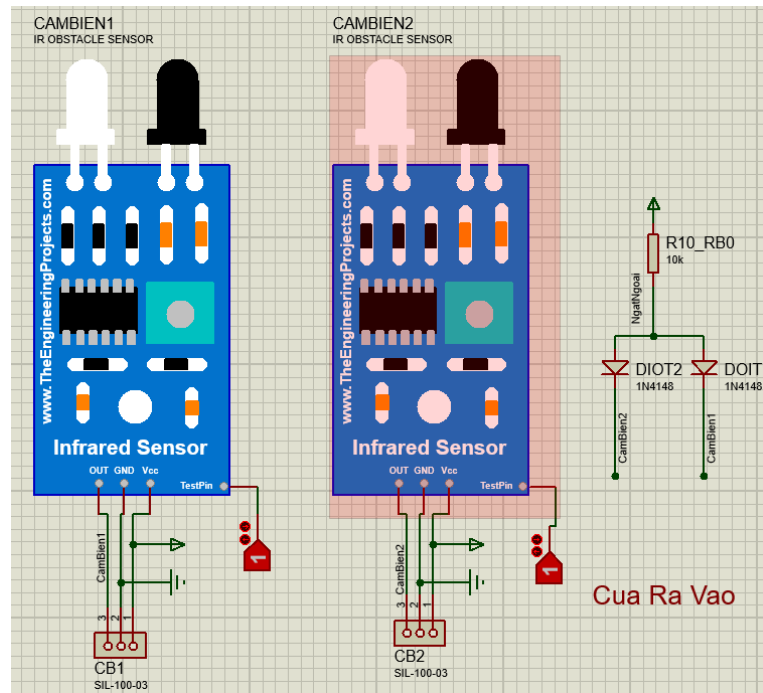 CAMBIEN1
IR OBSTACLE SENSOR
www.TheEngineeringProjects.com
Infrared Sensor
OUT GND Vcc
TestPin
1
CamBien1
3 2 1
CB1
SIL-100-03
CAMBIEN2
IR OBSTACLE SENSOR
www.TheEngineeringProjects.com
Infrared Sensor
OUT GND Vcc
TestPin
1
CamBien2
3 2 1
CB2
SIL-100-03
R10_RB0
10k
NgatNgoai
DIOT2
1N4148
DOIT
1N4148
CamBien2
CamBien1
Cua Ra Vao